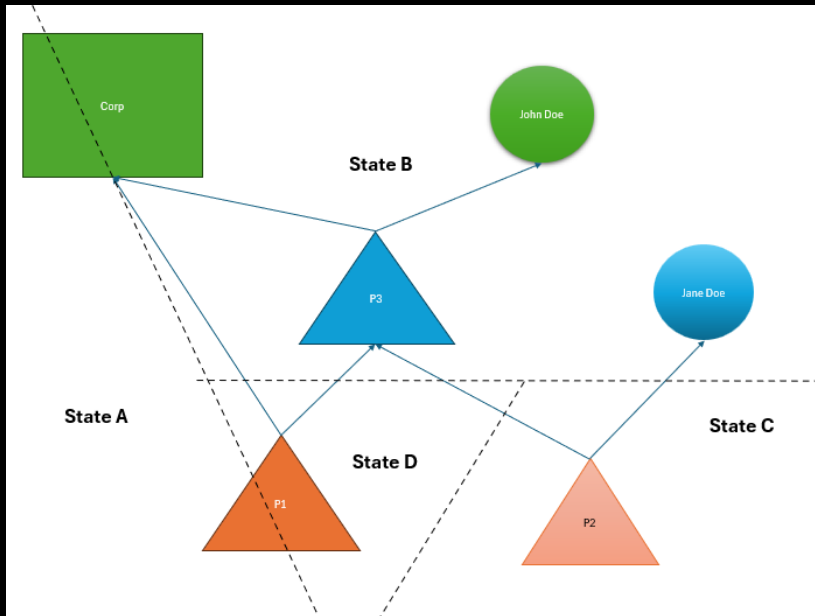 Corp
John Doe
State B
Jane Doe
P3
State A
State C
State D
P1
P2